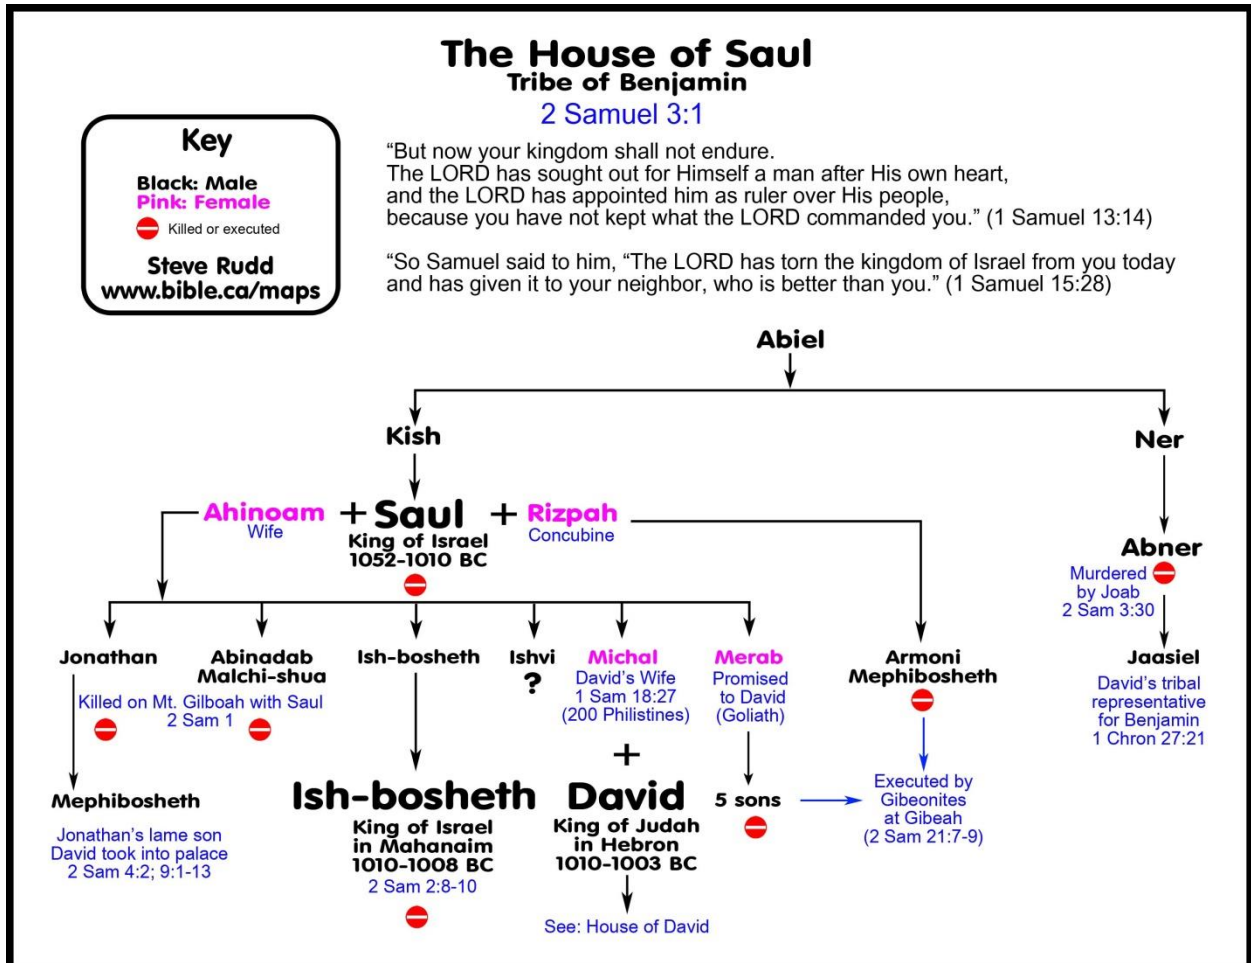 The House of Saul
Tribe of Benjamin
2 Samuel 3:1
Key
Black: Male
Pink: Female
Killed or executed
Steve Rudd
www.bible.ca/maps
“But now your kingdom shall not endure.
The LORD has sought out for Himself a man after His own heart,
and the LORD has appointed him as ruler over His people,
because you have not kept what the LORD commanded you.” (1 Samuel 13:14)
“So Samuel said to him, “The LORD has torn the kingdom of Israel from you today
and has given it to your neighbor, who is better than you.” (1 Samuel 15:28)
Abiel
Kish
Ner
Ahinoam
Wife
+
Saul
King of Israel
1052-1010 BC
+
Rizpah
Concubine
Abner
Murdered
by Joab
2 Sam 3:30
Jonathan
Abinadab
Malchi-shua
Killed on Mt. Gilboah with Saul
2 Sam 1
Ish-bosheth
Ishvi
?
Michal
David's Wife
1 Sam 18:27
(200 Philistines)
Merab
Promised
to David
(Goliath)
Armoni
Mephibosheth
Jaasiel
David's tribal
representative
for Benjamin
1 Chron 27:21
Mephibosheth
Jonathan's lame son
David took into palace
2 Sam 4:2; 9:1-13
Ish-bosheth
King of Israel
in Mahanaim
1010-1008 BC
2 Sam 2:8-10
+
David
King of Judah
in Hebron
1010-1003 BC
See: House of David
5 sons
Executed by
Gibeonites
at Gibeah
(2 Sam 21:7-9)